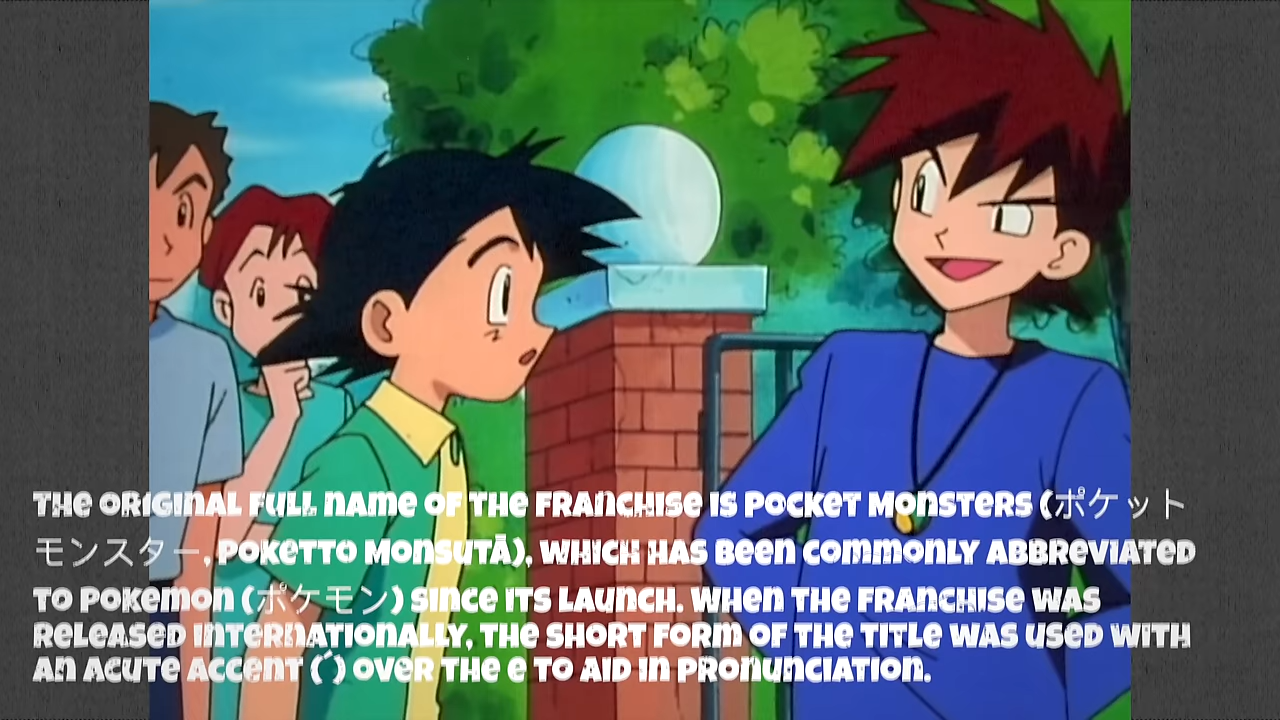 The original full name of the franchise is Pocket Monsters (ポケット
モンスター, Poketto Monsutā), which has been commonly abbreviated
to Pokemon (ポケモン) since its launch. When the franchise was
released internationally, the short form of the title was used with
an acute accent (´) over the e to aid in pronunciation.